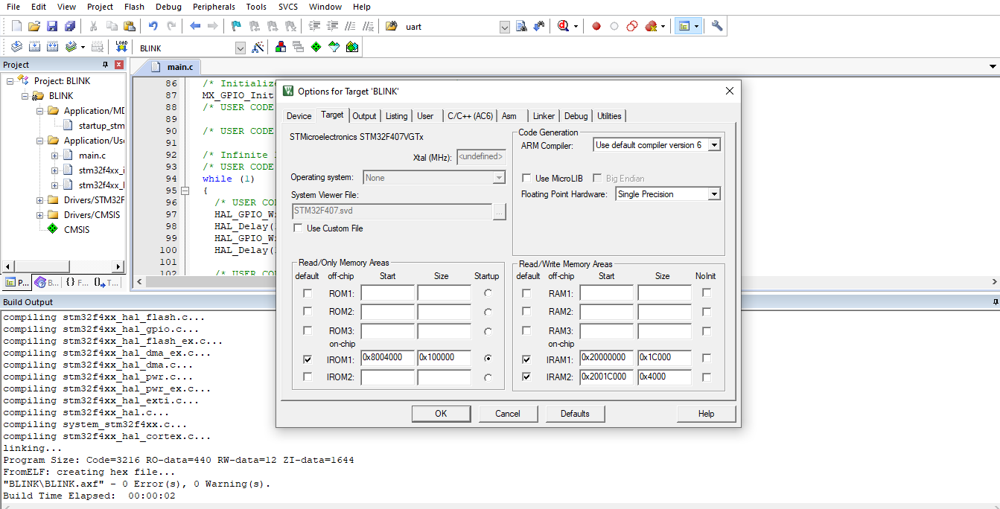 File Edit View Project Flash Debug Peripherals Tools SVCS Window Help
uart
LOAD
BLINK
Project
Project: BLINK
BLINK
Application/MD
startup_stm
Application/Use
main.c
stm32f4xx_i
stm32f4xx_l
Drivers/STM32F
Drivers/CMSIS
CMSIS
P... B... {} F... T...
main.c
86 /* Initialize
87 MX_GPIO_Init
88 /* USER CODE
89
90 /* USER CODE
91
92 /* Infinite
93 /* USER CODE
94 while (1)
95 {
96 /* USER COD
97 HAL_GPIO_W
98 HAL_Delay(
99 HAL_GPIO_W
100 HAL_Delay(
101
102 /* USER COD
Options for Target 'BLINK'
Device Target Output Listing User C/C++ (AC6) Asm Linker Debug Utilities
STMicroelectronics STM32F407VGTx
Xtal (MHz): <undefined>
Operating system: None
System Viewer File:
STM32F407.svd ...
Use Custom File
Code Generation
ARM Compiler: Use default compiler version 6
Use MicroLIB Big Endian
Floating Point Hardware: Single Precision
Read/Only Memory Areas
default off-chip Start Size Startup
ROM1:
ROM2:
ROM3:
on-chip
IROM1: 0x8004000 0x100000
IROM2:
Read/Write Memory Areas
default off-chip Start Size NoInit
RAM1:
RAM2:
RAM3:
on-chip
IRAM1: 0x20000000 0x1C000
IRAM2: 0x2001C000 0x4000
OK Cancel Defaults Help
Build Output
compiling stm32f4xx_hal_flash.c...
compiling stm32f4xx_hal_gpio.c...
compiling stm32f4xx_hal_flash_ex.c...
compiling stm32f4xx_hal_dma_ex.c...
compiling stm32f4xx_hal_dma.c...
compiling stm32f4xx_hal_pwr.c...
compiling stm32f4xx_hal_pwr_ex.c...
compiling stm32f4xx_hal_exti.c...
compiling stm32f4xx_hal.c...
compiling system_stm32f4xx.c...
compiling stm32f4xx_hal_cortex.c...
linking...
Program Size: Code=3216 RO-data=440 RW-data=12 ZI-data=1644
FromELF: creating hex file...
"BLINK\BLINK.axf" - 0 Error(s), 0 Warning(s).
Build Time Elapsed:  00:00:02